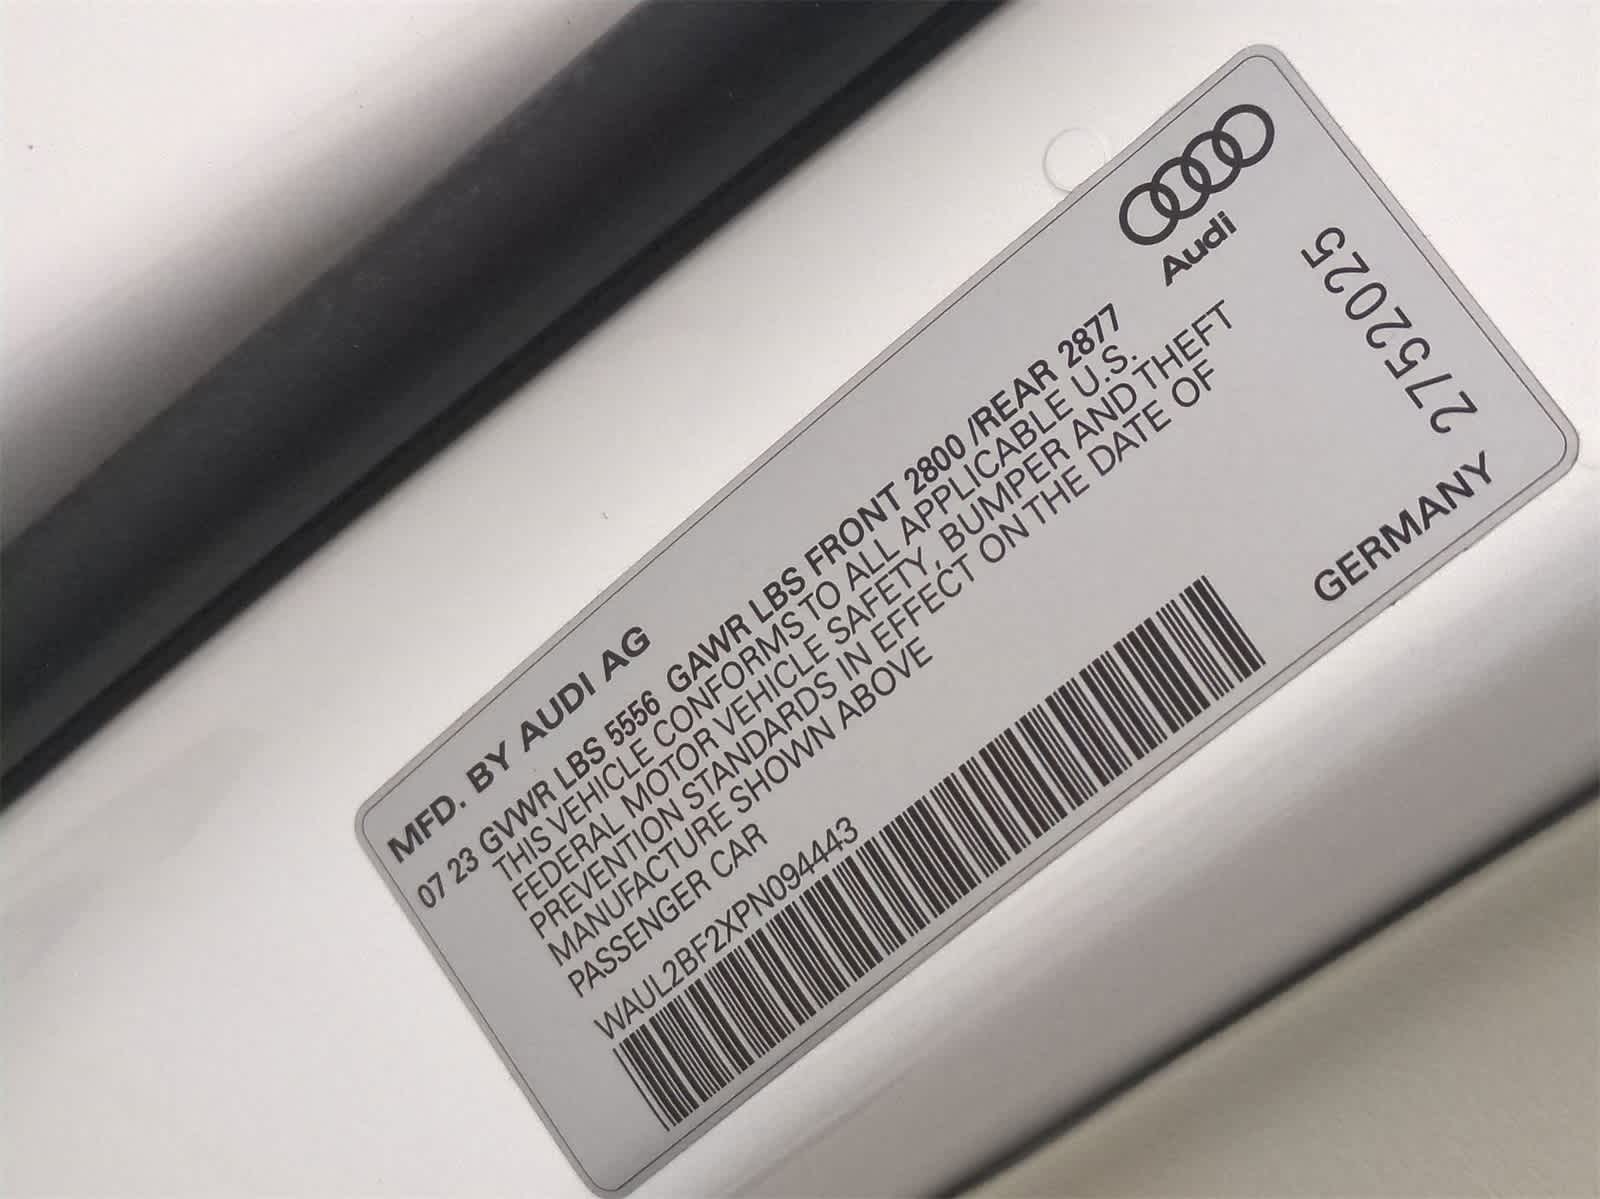 MFD. BY AUDI AG
Audi
07 23 GVWR LBS 5556 GAWR LBS FRONT 2800 /REAR 2877
THIS VEHICLE CONFORMS TO ALL APPLICABLE U.S.
FEDERAL MOTOR VEHICLE SAFETY, BUMPER AND THEFT
PREVENTION STANDARDS IN EFFECT ON THE DATE OF
MANUFACTURE SHOWN ABOVE
PASSENGER CAR
WAUL2BF2XPN094443
2752025
GERMANY